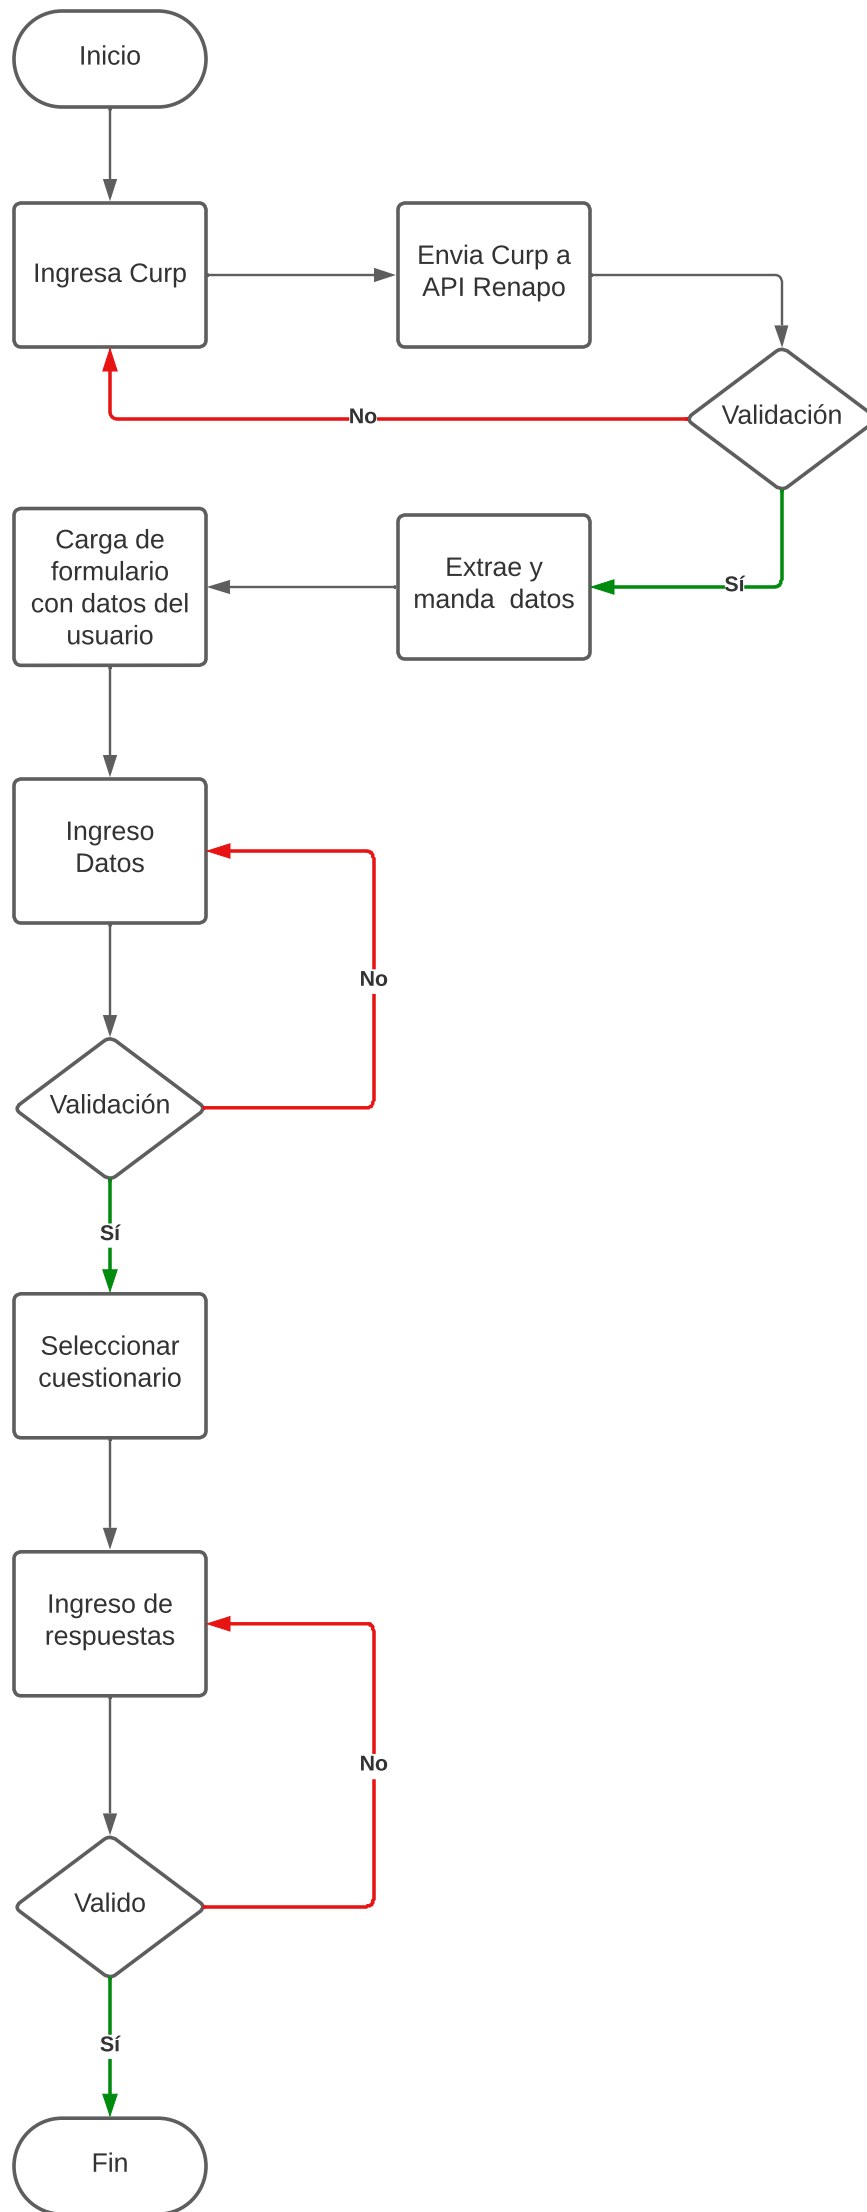 Inicio
Ingresa Curp
Envia Curp a
API Renapo
Validación
No
Sí
Extrae y
manda  datos
Carga de
formulario
con datos del
usuario
Ingreso
Datos
No
Validación
Sí
Seleccionar
cuestionario
Ingreso de
respuestas
No
Valido
Sí
Fin